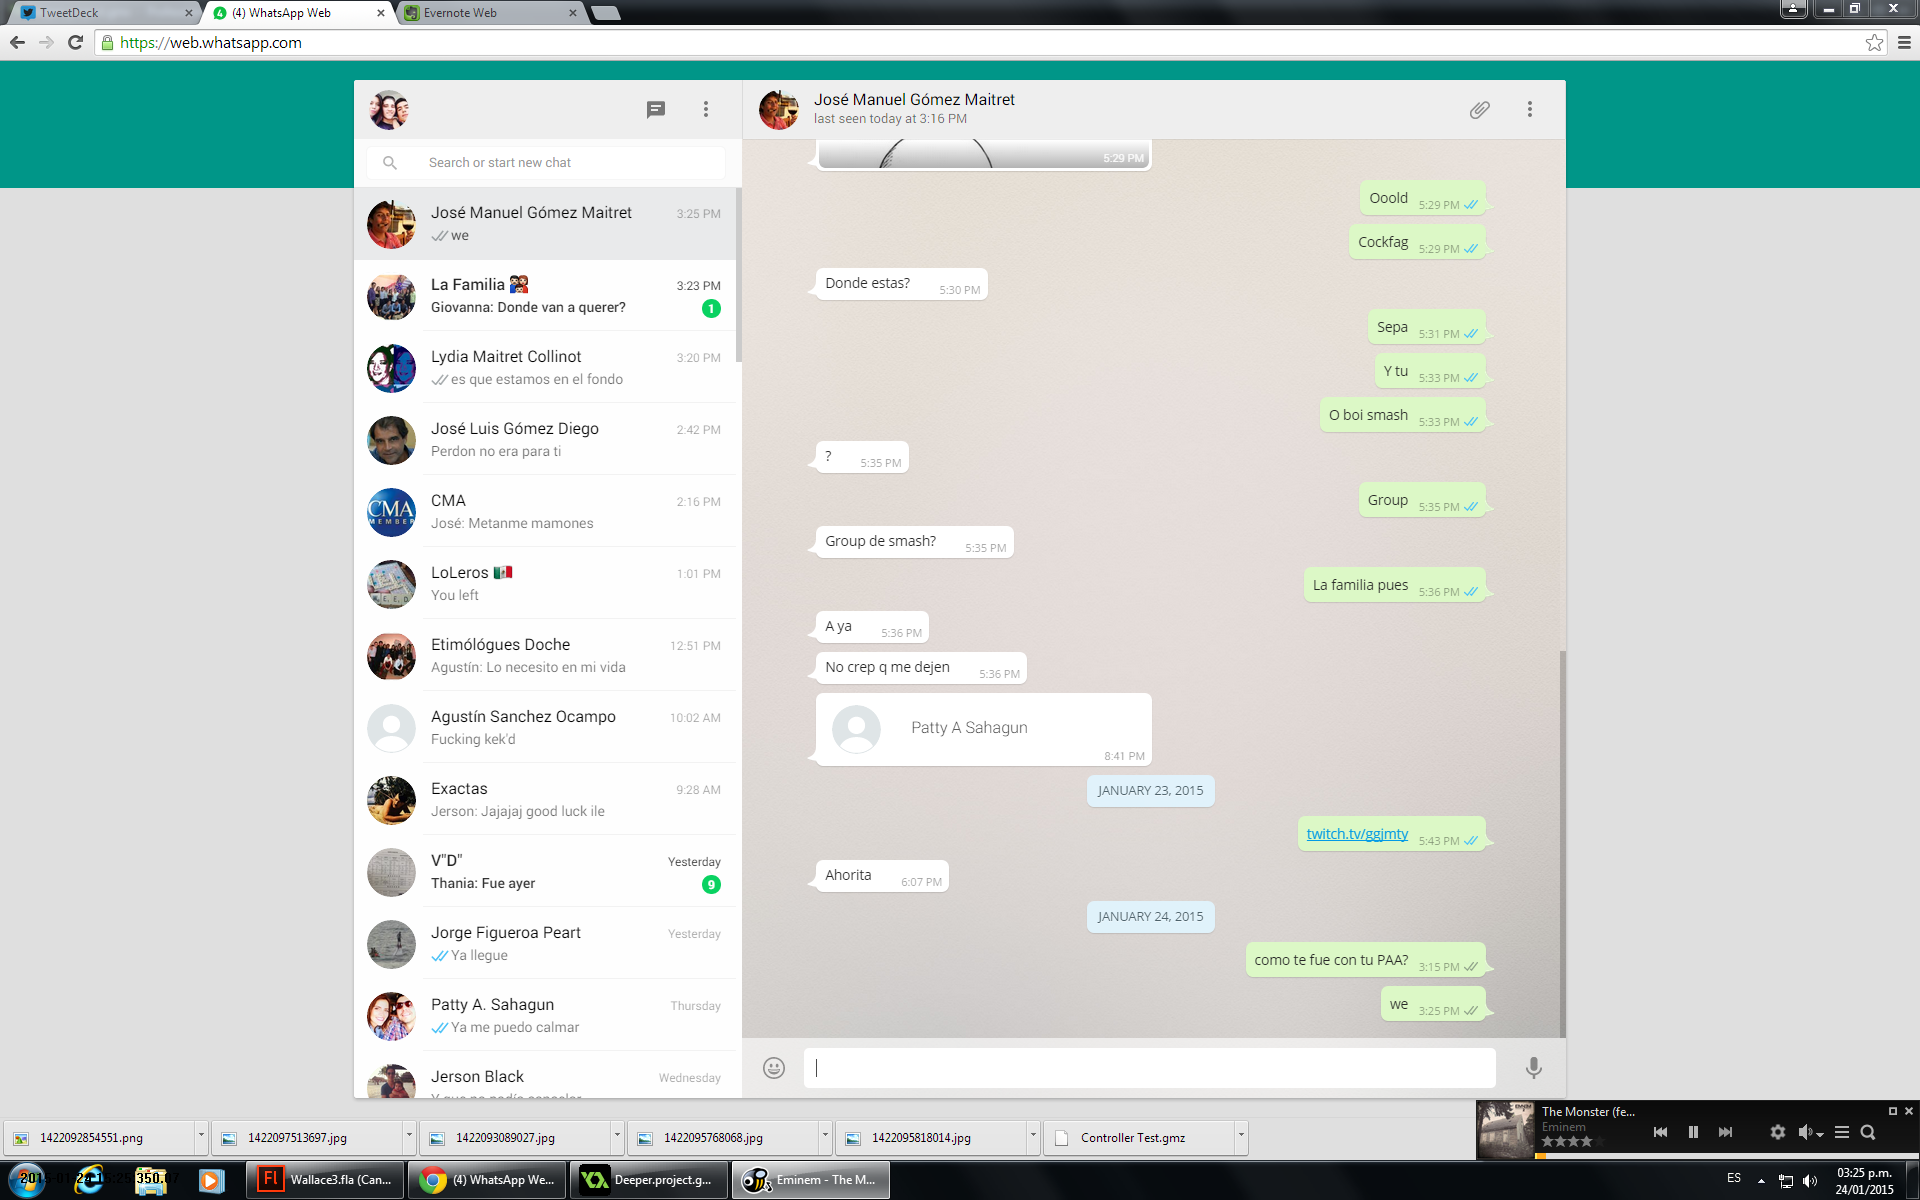 TweetDeck
(4) WhatsApp Web
Evernote Web
https://web.whatsapp.com
José Manuel Gómez Maitret
last seen today at 3:16 PM
Search or start new chat
José Manuel Gómez Maitret 3:25 PM
we
La Familia 3:23 PM
Giovanna: Donde van a querer? 1
Lydia Maitret Collinot 3:20 PM
es que estamos en el fondo
José Luis Gómez Diego 2:42 PM
Perdon no era para ti
CMA 2:16 PM
José: Metanme mamones
CMA
MEMBER
LoLeros 1:01 PM
You left
Etimólógues Doche 12:51 PM
Agustín: Lo necesito en mi vida
Agustín Sanchez Ocampo 10:02 AM
Fucking kek'd
Exactas 9:28 AM
Jerson: Jajajaj good luck ile
V"D" Yesterday
Thania: Fue ayer 9
Jorge Figueroa Peart Yesterday
Ya llegue
Patty A. Sahagun Thursday
Ya me puedo calmar
Jerson Black Wednesday
5:29 PM
Ooold 5:29 PM
Cockfag 5:29 PM
Donde estas? 5:30 PM
Sepa 5:31 PM
Y tu 5:33 PM
O boi smash 5:33 PM
? 5:35 PM
Group 5:35 PM
Group de smash? 5:35 PM
La familia pues 5:36 PM
A ya 5:36 PM
No crep q me dejen 5:36 PM
Patty A Sahagun
8:41 PM
JANUARY 23, 2015
twitch.tv/ggjmty 5:43 PM
Ahorita 6:07 PM
JANUARY 24, 2015
como te fue con tu PAA? 3:15 PM
we 3:25 PM
1422092854551.png
1422097513697.jpg
1422093089027.jpg
1422095768068.jpg
1422095818014.jpg
Controller Test.gmz
The Monster (fe...
Eminem
Wallace3.fla (Can...
(4) WhatsApp We...
Deeper.project.g...
Eminem - The M...
ES
03:25 p.m.
24/01/2015